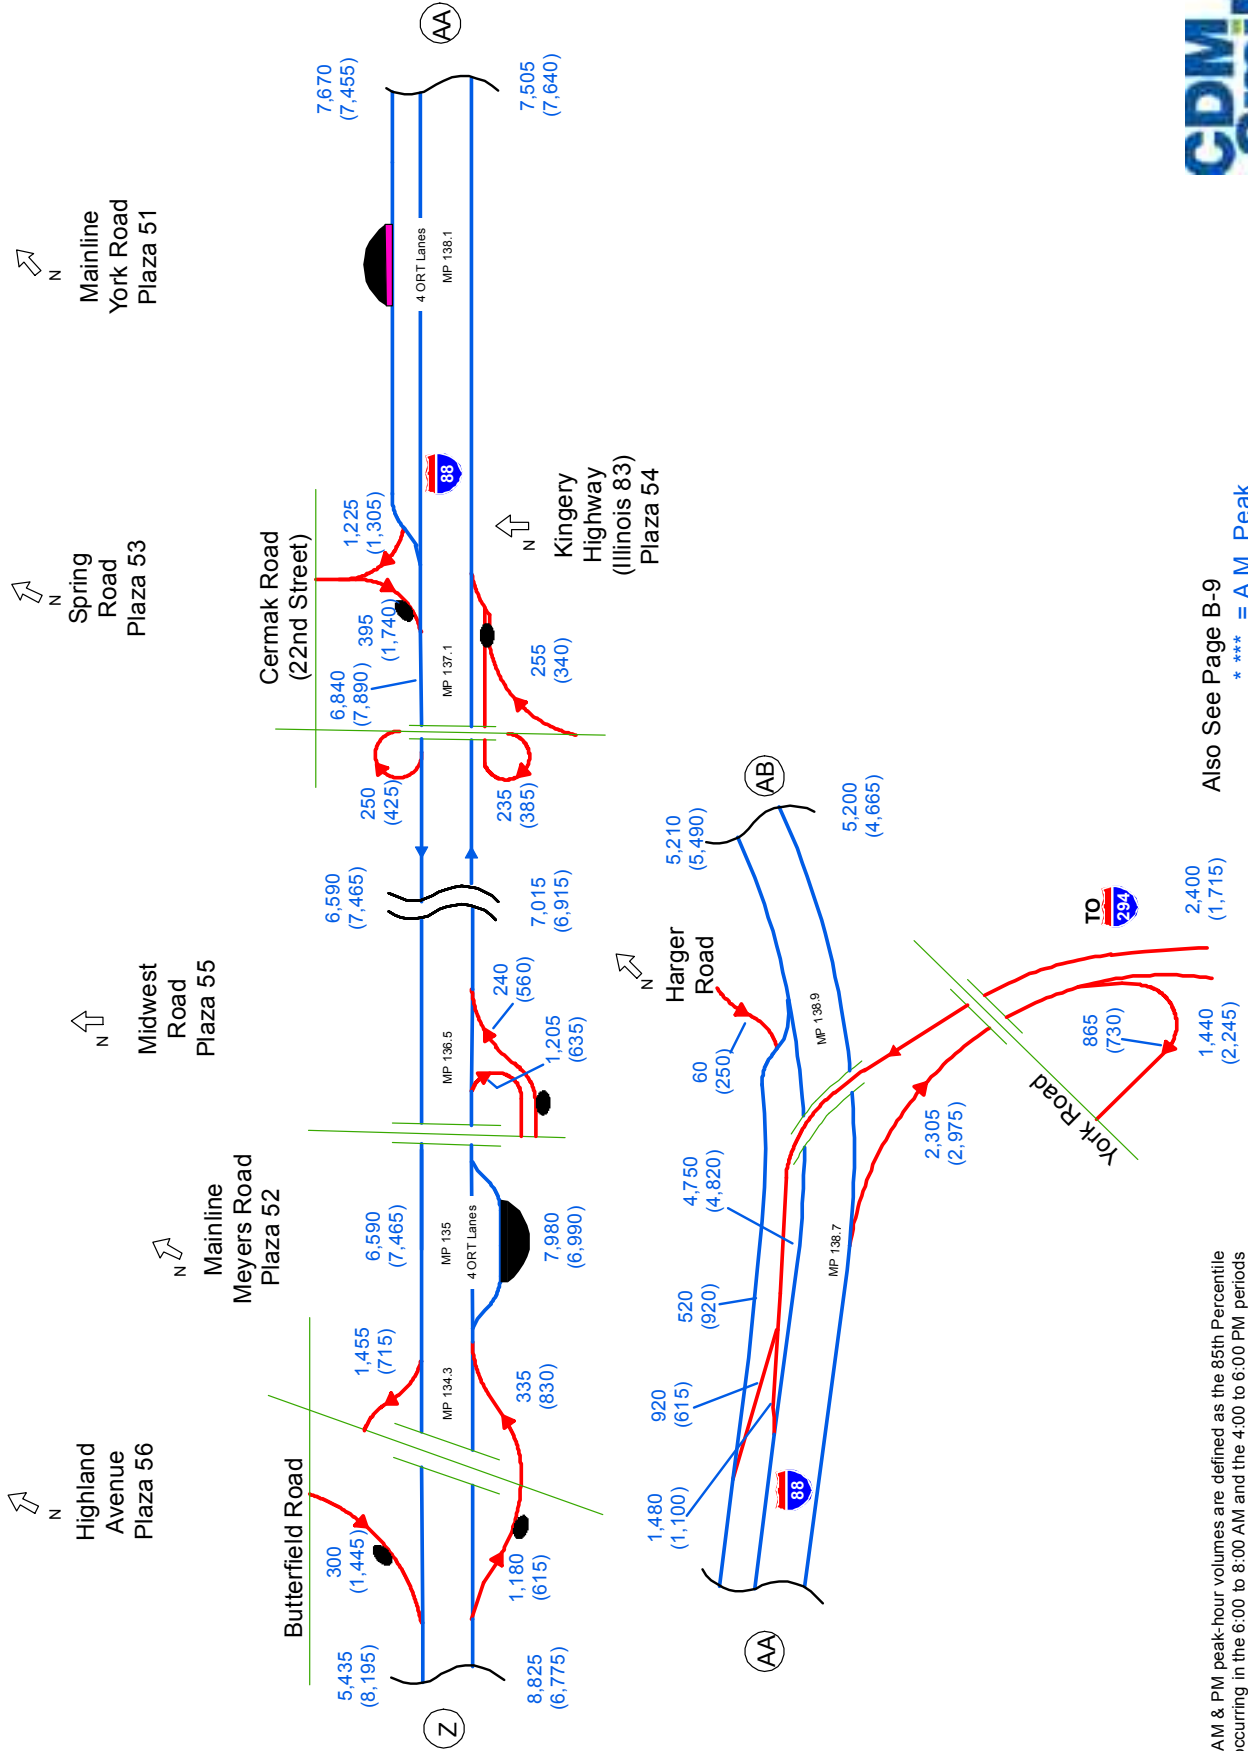 Highland
Avenue
Plaza 56
N
Mainline
Meyers Road
Plaza 52
N
Midwest
Road
Plaza 55
N
Spring
Road
Plaza 53
N
Mainline
York Road
Plaza 51
N
Butterfield Road
Cermak Road
(22nd Street)
Kingery
Highway
(Illinois 83)
Plaza 54
N
Z
5,435
(8,195)
8,825
(6,775)
300
(1,445)
1,180
(615)
1,455
(715)
335
(830)
MP 134.3
6,590
(7,465)
MP 135
4 ORT Lanes
7,980
(6,990)
MP 136.5
1,205
(635)
240
(560)
6,590
(7,465)
7,015
(6,915)
250
(425)
235
(385)
6,840
(7,890)
MP 137.1
395
(1,740)
255
(340)
1,225
(1,305)
88
4 ORT Lanes
MP 138.1
7,670
(7,455)
7,505
(7,640)
AA
AA
1,480
(1,100)
920
(615)
88
520
(920)
4,750
(4,820)
MP 138.7
60
(250)
Harger
Road
N
MP 138.9
5,210
(5,490)
5,200
(4,665)
AB
2,305
(2,975)
York Road
865
(730)
1,440
(2,245)
2,400
(1,715)
TO
294
Also See Page B-9
* *** = A.M. Peak
AM & PM peak-hour volumes are defined as the 85th Percentile
occurring in the 6:00 to 8:00 AM and the 4:00 to 6:00 PM periods
CDM